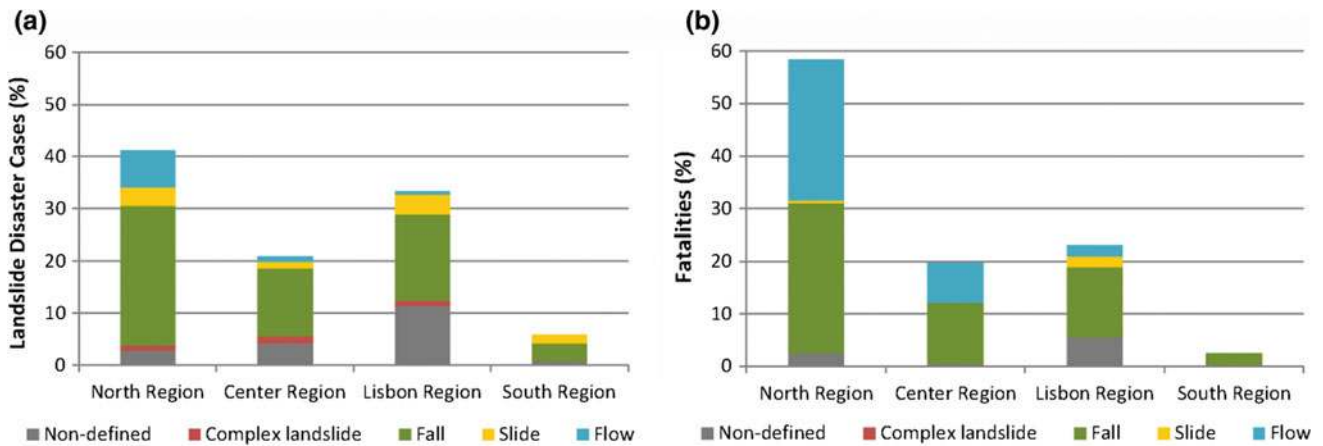 (a)
Landslide Disaster Cases (%)
60
50
40
30
20
10
0
North Region Center Region Lisbon Region South Region
Non-defined Complex landslide Fall Slide Flow
(b)
Fatalities (%)
60
50
40
30
20
10
0
North Region Center Region Lisbon Region South Region
Non-defined Complex landslide Fall Slide Flow